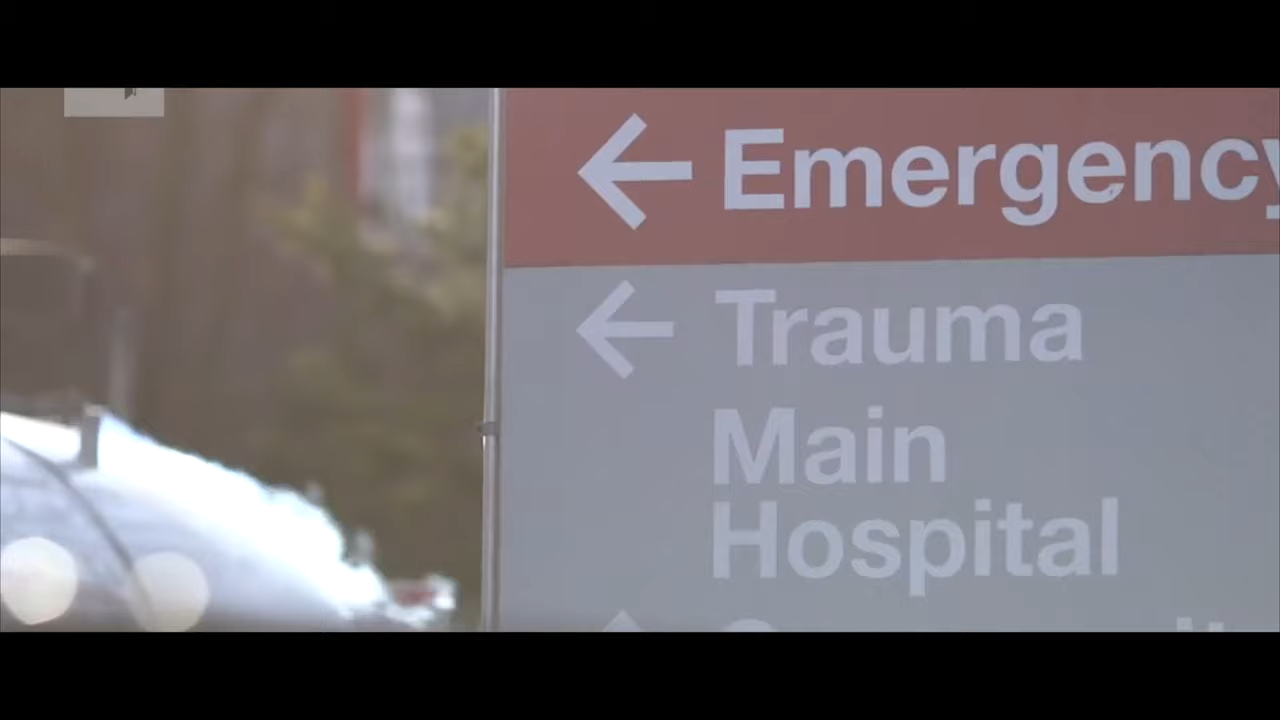 ← Emergency
← Trauma
Main
Hospital